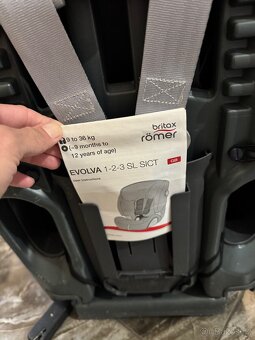 britax
römer
9 to 36 kg
(~9 months to
12 years of age)
EVOLVA 1-2-3 SL SICT
User instructions
GB